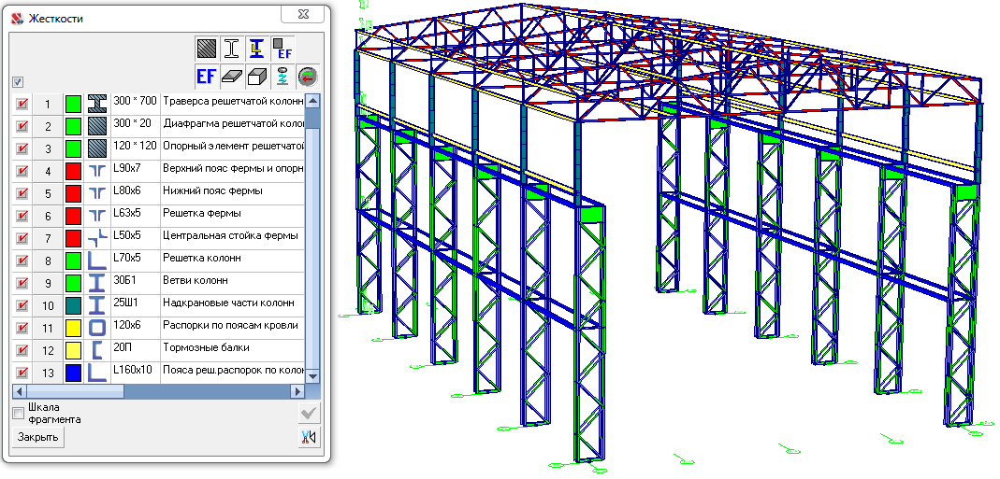 Жесткости
EF
EF
1 300 * 700 Траверса решетчатой колонн
2 300 * 20 Диафрагма решетчатой коло
3 120 * 120 Опорный элемент решетчатой
4 L90x7 Верхний пояс фермы и опорн
5 L80x6 Нижний пояс фермы
6 L63x5 Решетка фермы
7 L50x5 Центральная стойка фермы
8 L70x5 Решетка колонн
9 30Б1 Ветви колонн
10 25Ш1 Надкрановые части колонн
11 120x6 Распорки по поясам кровли
12 20П Тормозные балки
13 L160x10 Пояса реш.распорок по колон
Шкала
фрагмента
Закрыть